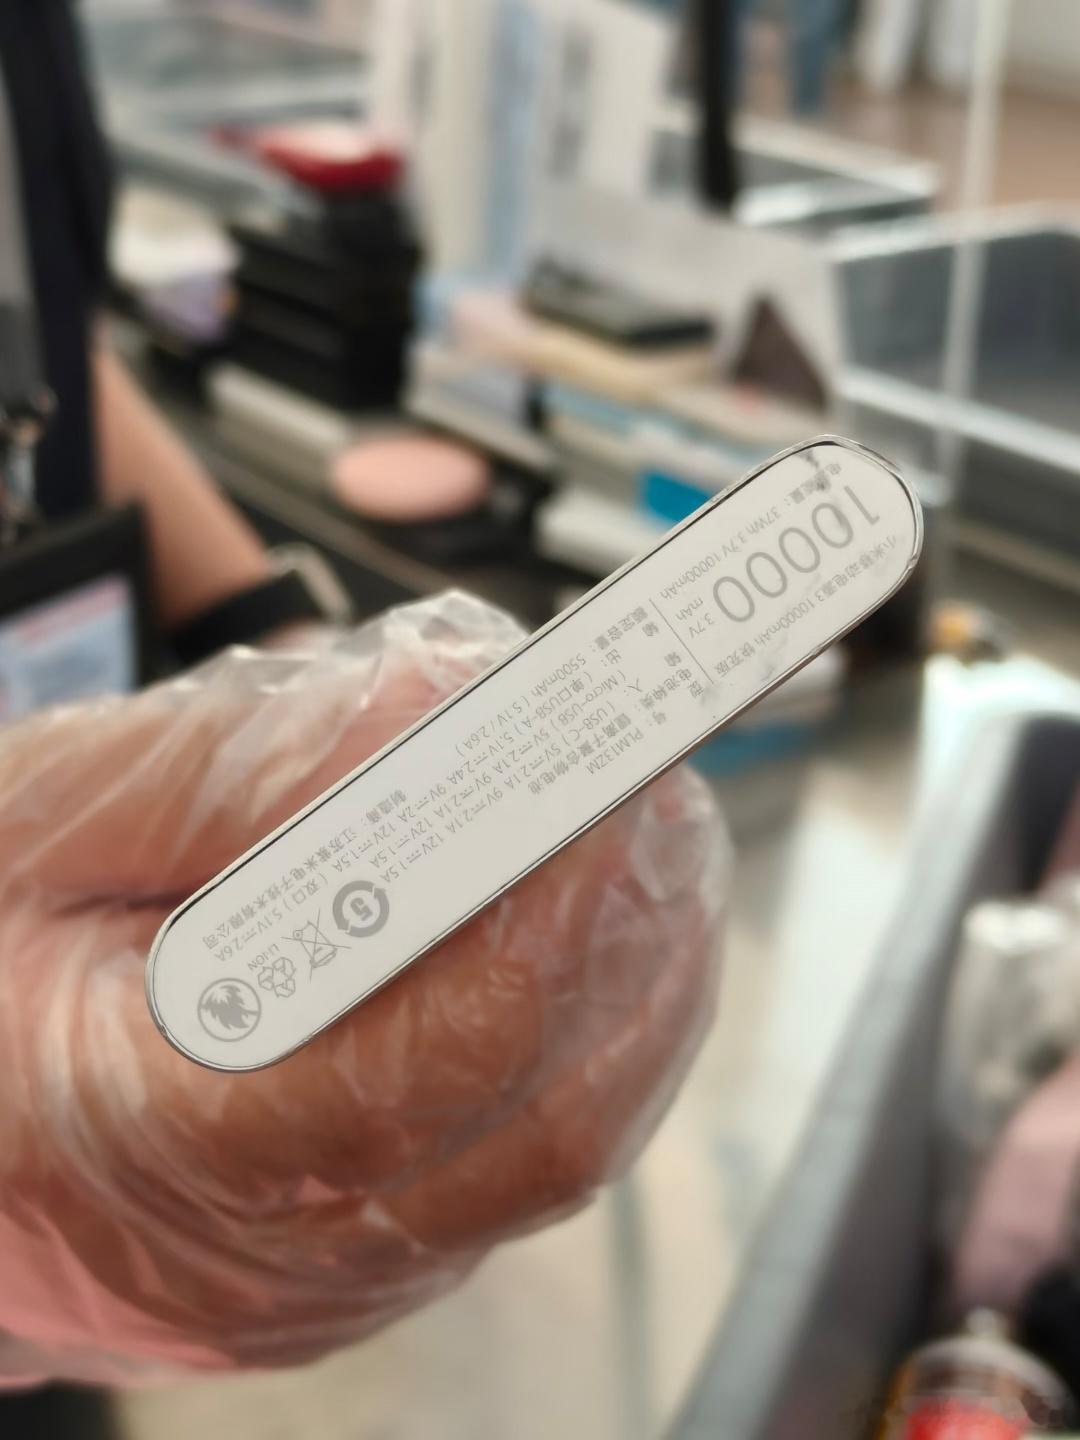 小米移动电源3 10000mAh 快充版
10000 mAh 3.7V
电池能量：37Wh 3.7V 10000mAh
型号：PLM13ZM
电池种类：锂离子聚合物电池
输入：（USB-C）5V⎓2.1A 9V⎓2.1A 12V⎓1.5A
（Micro-USB）5V⎓2.1A 9V⎓2.1A 12V⎓1.5A
输出：（单口USB-A）5.1V⎓2.4A 9V⎓2A 12V⎓1.5A （双口）5.1V⎓2.6A
额定容量：5500mAh（5.1V/2.6A）
制造商：江苏紫米电子技术有限公司
5
LI-ION